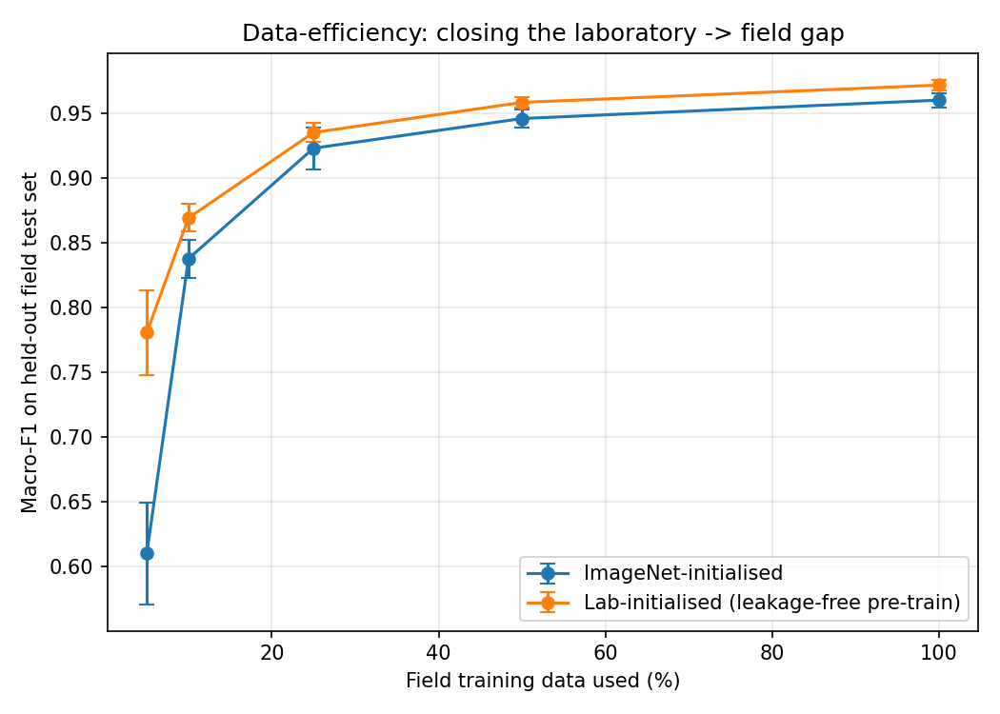 Data-efficiency: closing the laboratory -> field gap
Macro-F1 on held-out field test set
0.95
0.90
0.85
0.80
0.75
0.70
0.65
0.60
ImageNet-initialised
Lab-initialised (leakage-free pre-train)
20
40
60
80
100
Field training data used (%)